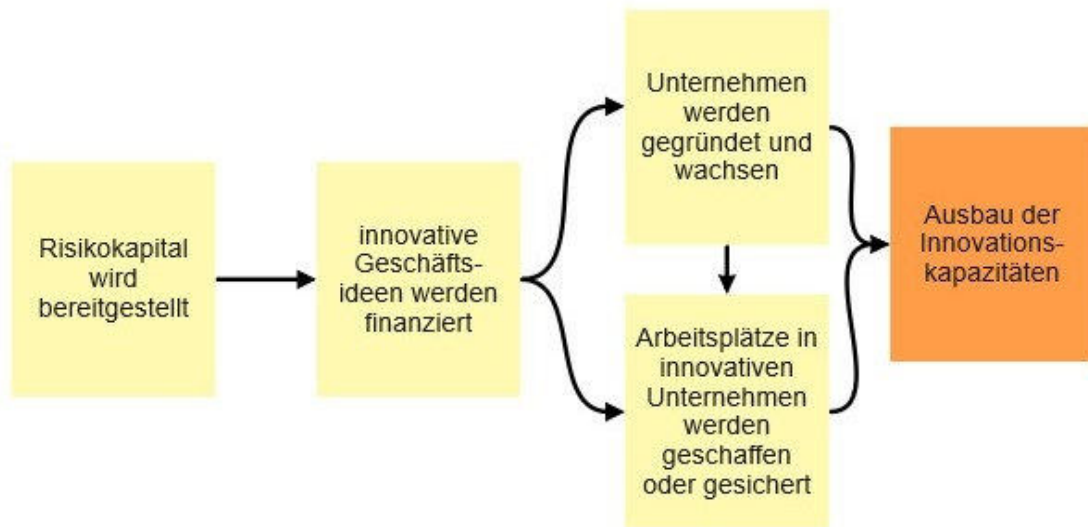 Risikokapital
wird
bereitgestellt
innovative
Geschäfts-
ideen werden
finanziert
Unternehmen
werden
gegründet und
wachsen
Arbeitsplätze in
innovativen
Unternehmen
werden
geschaffen
oder gesichert
Ausbau der
Innovations-
kapazitäten